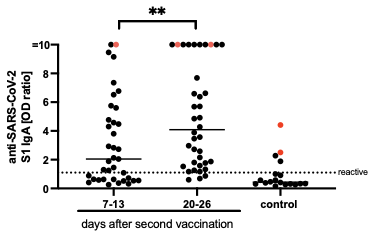 **
anti-SARS-CoV-2
S1 IgA [OD ratio]
=10
8
6
4
2
0
reactive
7-13
20-26
control
days after second vaccination